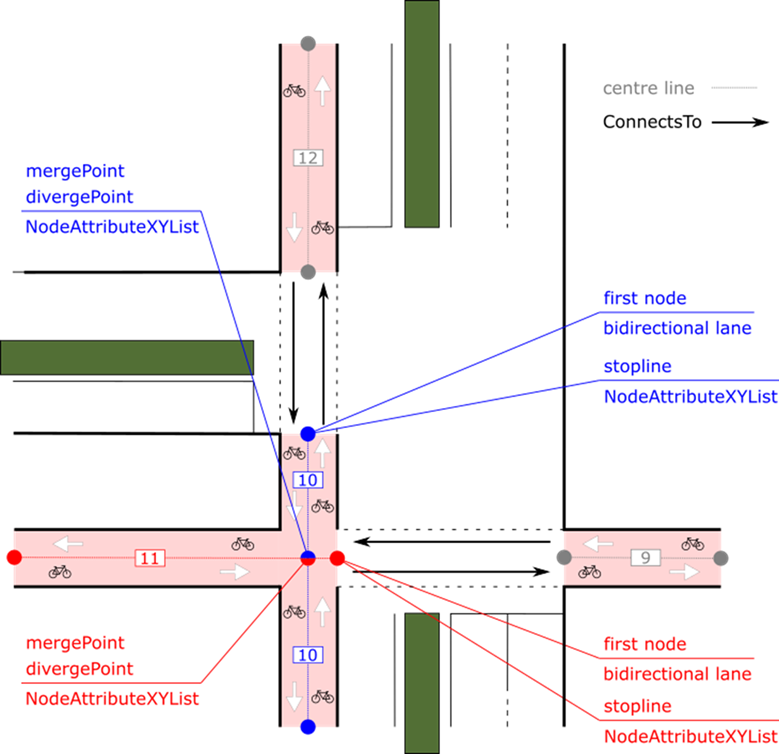 centre line
ConnectsTo
12
mergePoint
divergePoint
NodeAttributeXYList
first node
bidirectional lane
stopline
NodeAttributeXYList
10
11
9
10
mergePoint
divergePoint
NodeAttributeXYList
first node
bidirectional lane
stopline
NodeAttributeXYList